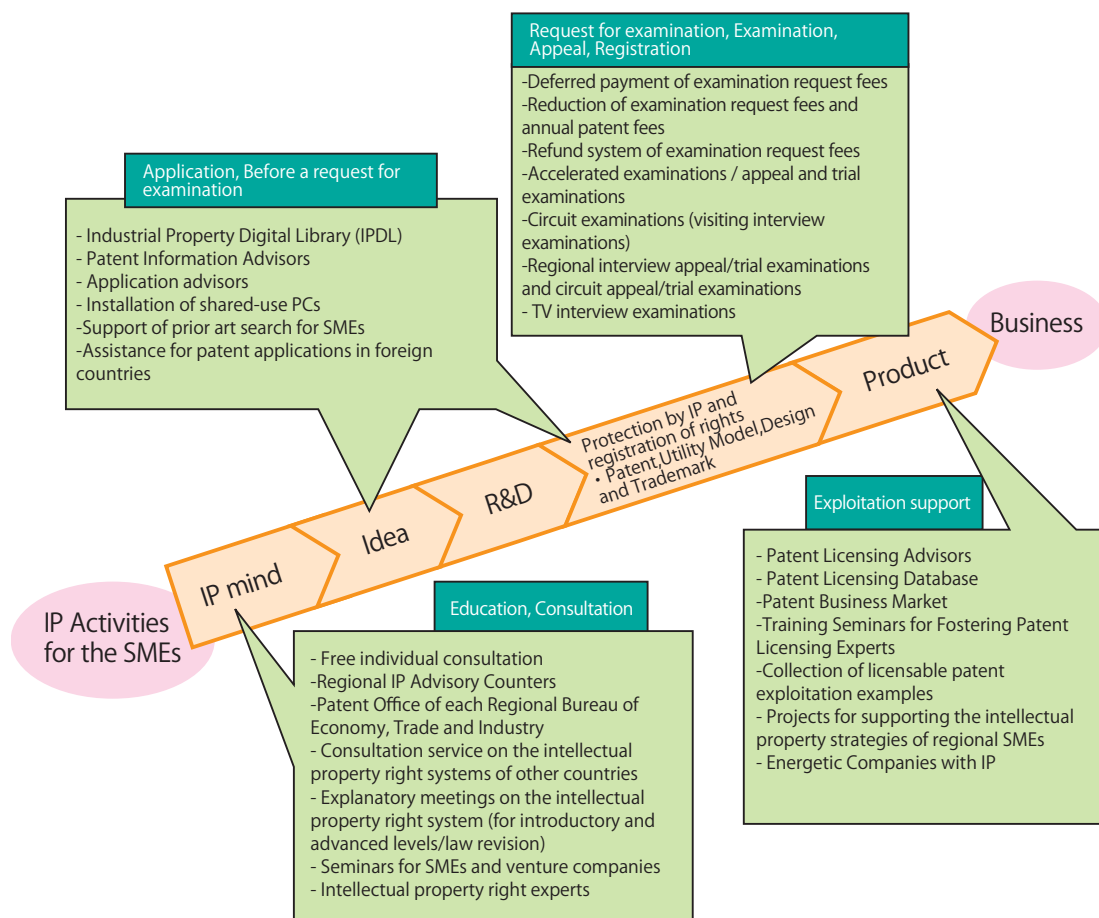 Request for examination, Examination,
Appeal, Registration
-Deferred payment of examination request fees
-Reduction of examination request fees and
annual patent fees
-Refund system of examination request fees
-Accelerated examinations / appeal and trial
examinations
-Circuit examinations (visiting interview
examinations)
-Regional interview appeal/trial examinations
and circuit appeal/trial examinations
- TV interview examinations
Application, Before a request for
examination
- Industrial Property Digital Library (IPDL)
- Patent Information Advisors
- Application advisors
- Installation of shared-use PCs
-Support of prior art search for SMEs
-Assistance for patent applications in foreign
countries
IP Activities
for the SMEs
IP mind
Idea
R&D
Protection by IP and
registration of rights
・Patent,Utility Model,Design
and Trademark
Product
Business
Education, Consultation
- Free individual consultation
-Regional IP Advisory Counters
-Patent Office of each Regional Bureau of
Economy, Trade and Industry
- Consultation service on the intellectual
property right systems of other countries
- Explanatory meetings on the intellectual
property right system (for introductory and
advanced levels/law revision)
- Seminars for SMEs and venture companies
- Intellectual property right experts
Exploitation support
- Patent Licensing Advisors
- Patent Licensing Database
-Patent Business Market
-Training Seminars for Fostering Patent
Licensing Experts
-Collection of licensable patent
exploitation examples
- Projects for supporting the intellectual
property strategies of regional SMEs
- Energetic Companies with IP